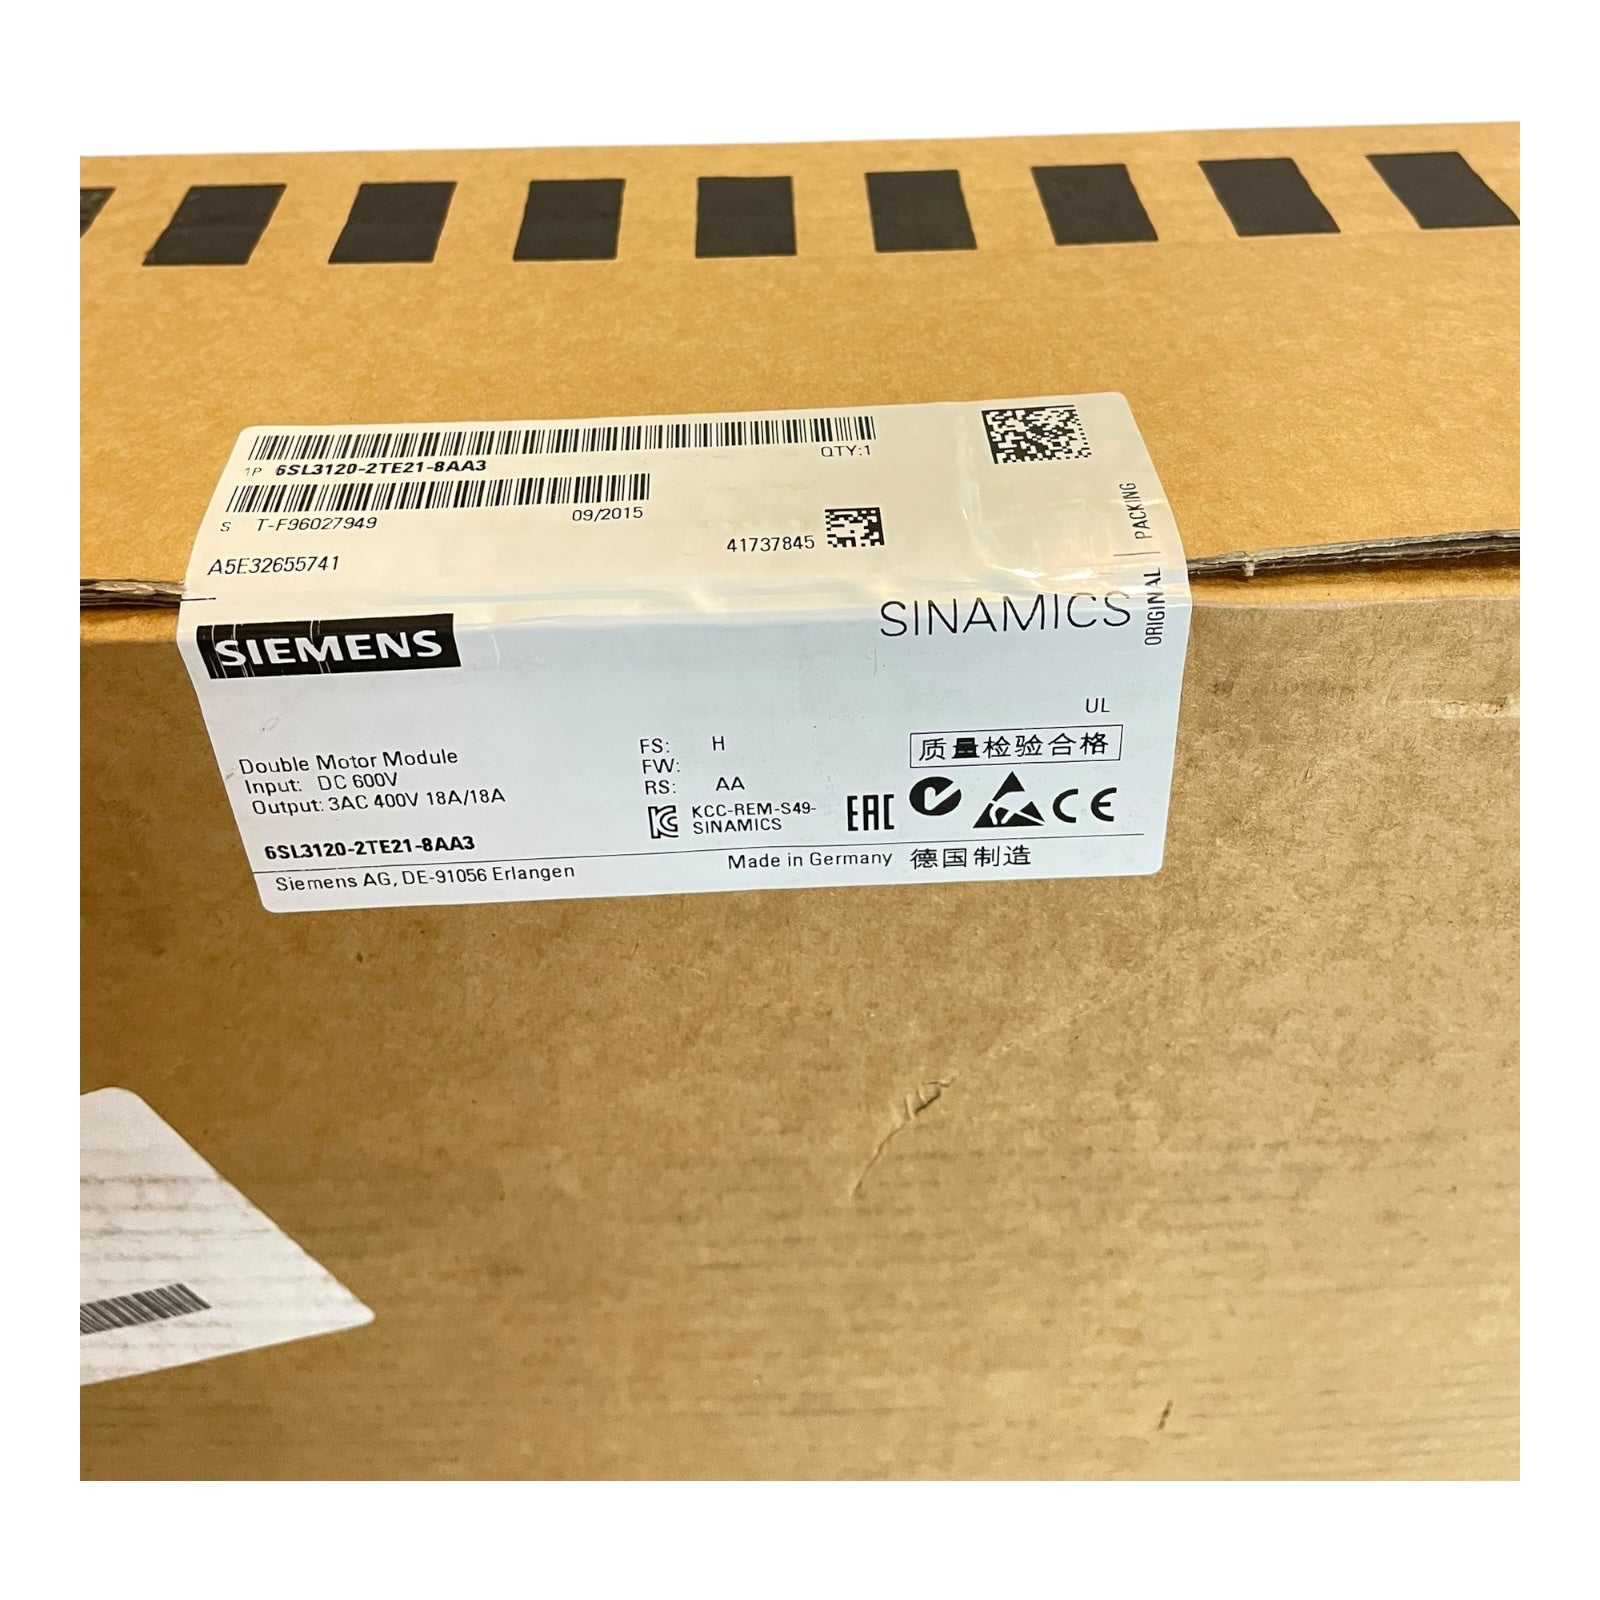 1P 6SL3120-2TE21-8AA3
QTY:1
S T-F96027949
09/2015
41737845
A5E32655741
ORIGINAL | PACKING
SIEMENS
SINAMICS
UL
Double Motor Module
Input: DC 600V
Output: 3AC 400V 18A/18A
FS: H
FW:
RS: AA
质量检验合格
KCC-REM-S49-
SINAMICS
EAC
CE
6SL3120-2TE21-8AA3
Siemens AG, DE-91056 Erlangen
Made in Germany 德国制造